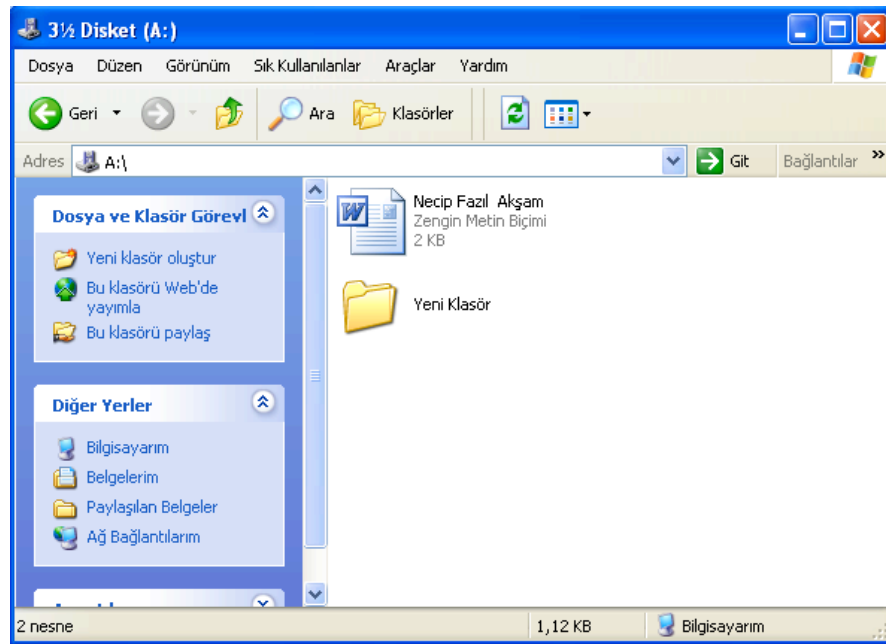 3½ Disket (A:)
Dosya Düzen Görünüm Sık Kullanılanlar Araçlar Yardım
Geri Ara Klasörler
Adres A:\ Git Bağlantılar »
Dosya ve Klasör Görevl
Yeni klasör oluştur
Bu klasörü Web'de
yayımla
Bu klasörü paylaş
Diğer Yerler
Bilgisayarım
Belgelerim
Paylaşılan Belgeler
Ağ Bağlantılarım
Necip Fazıl Akşam
Zengin Metin Biçimi
2 KB
Yeni Klasör
2 nesne 1,12 KB Bilgisayarım